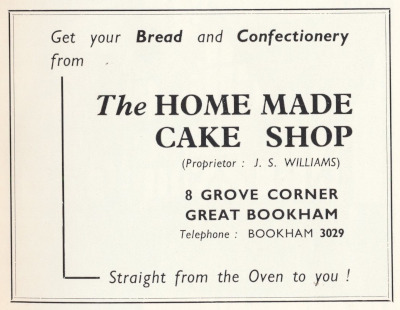 Get your Bread and Confectionery
from
The HOME MADE
CAKE SHOP
(Proprietor : J. S. WILLIAMS)
8 GROVE CORNER
GREAT BOOKHAM
Telephone : BOOKHAM 3029
Straight from the Oven to you !